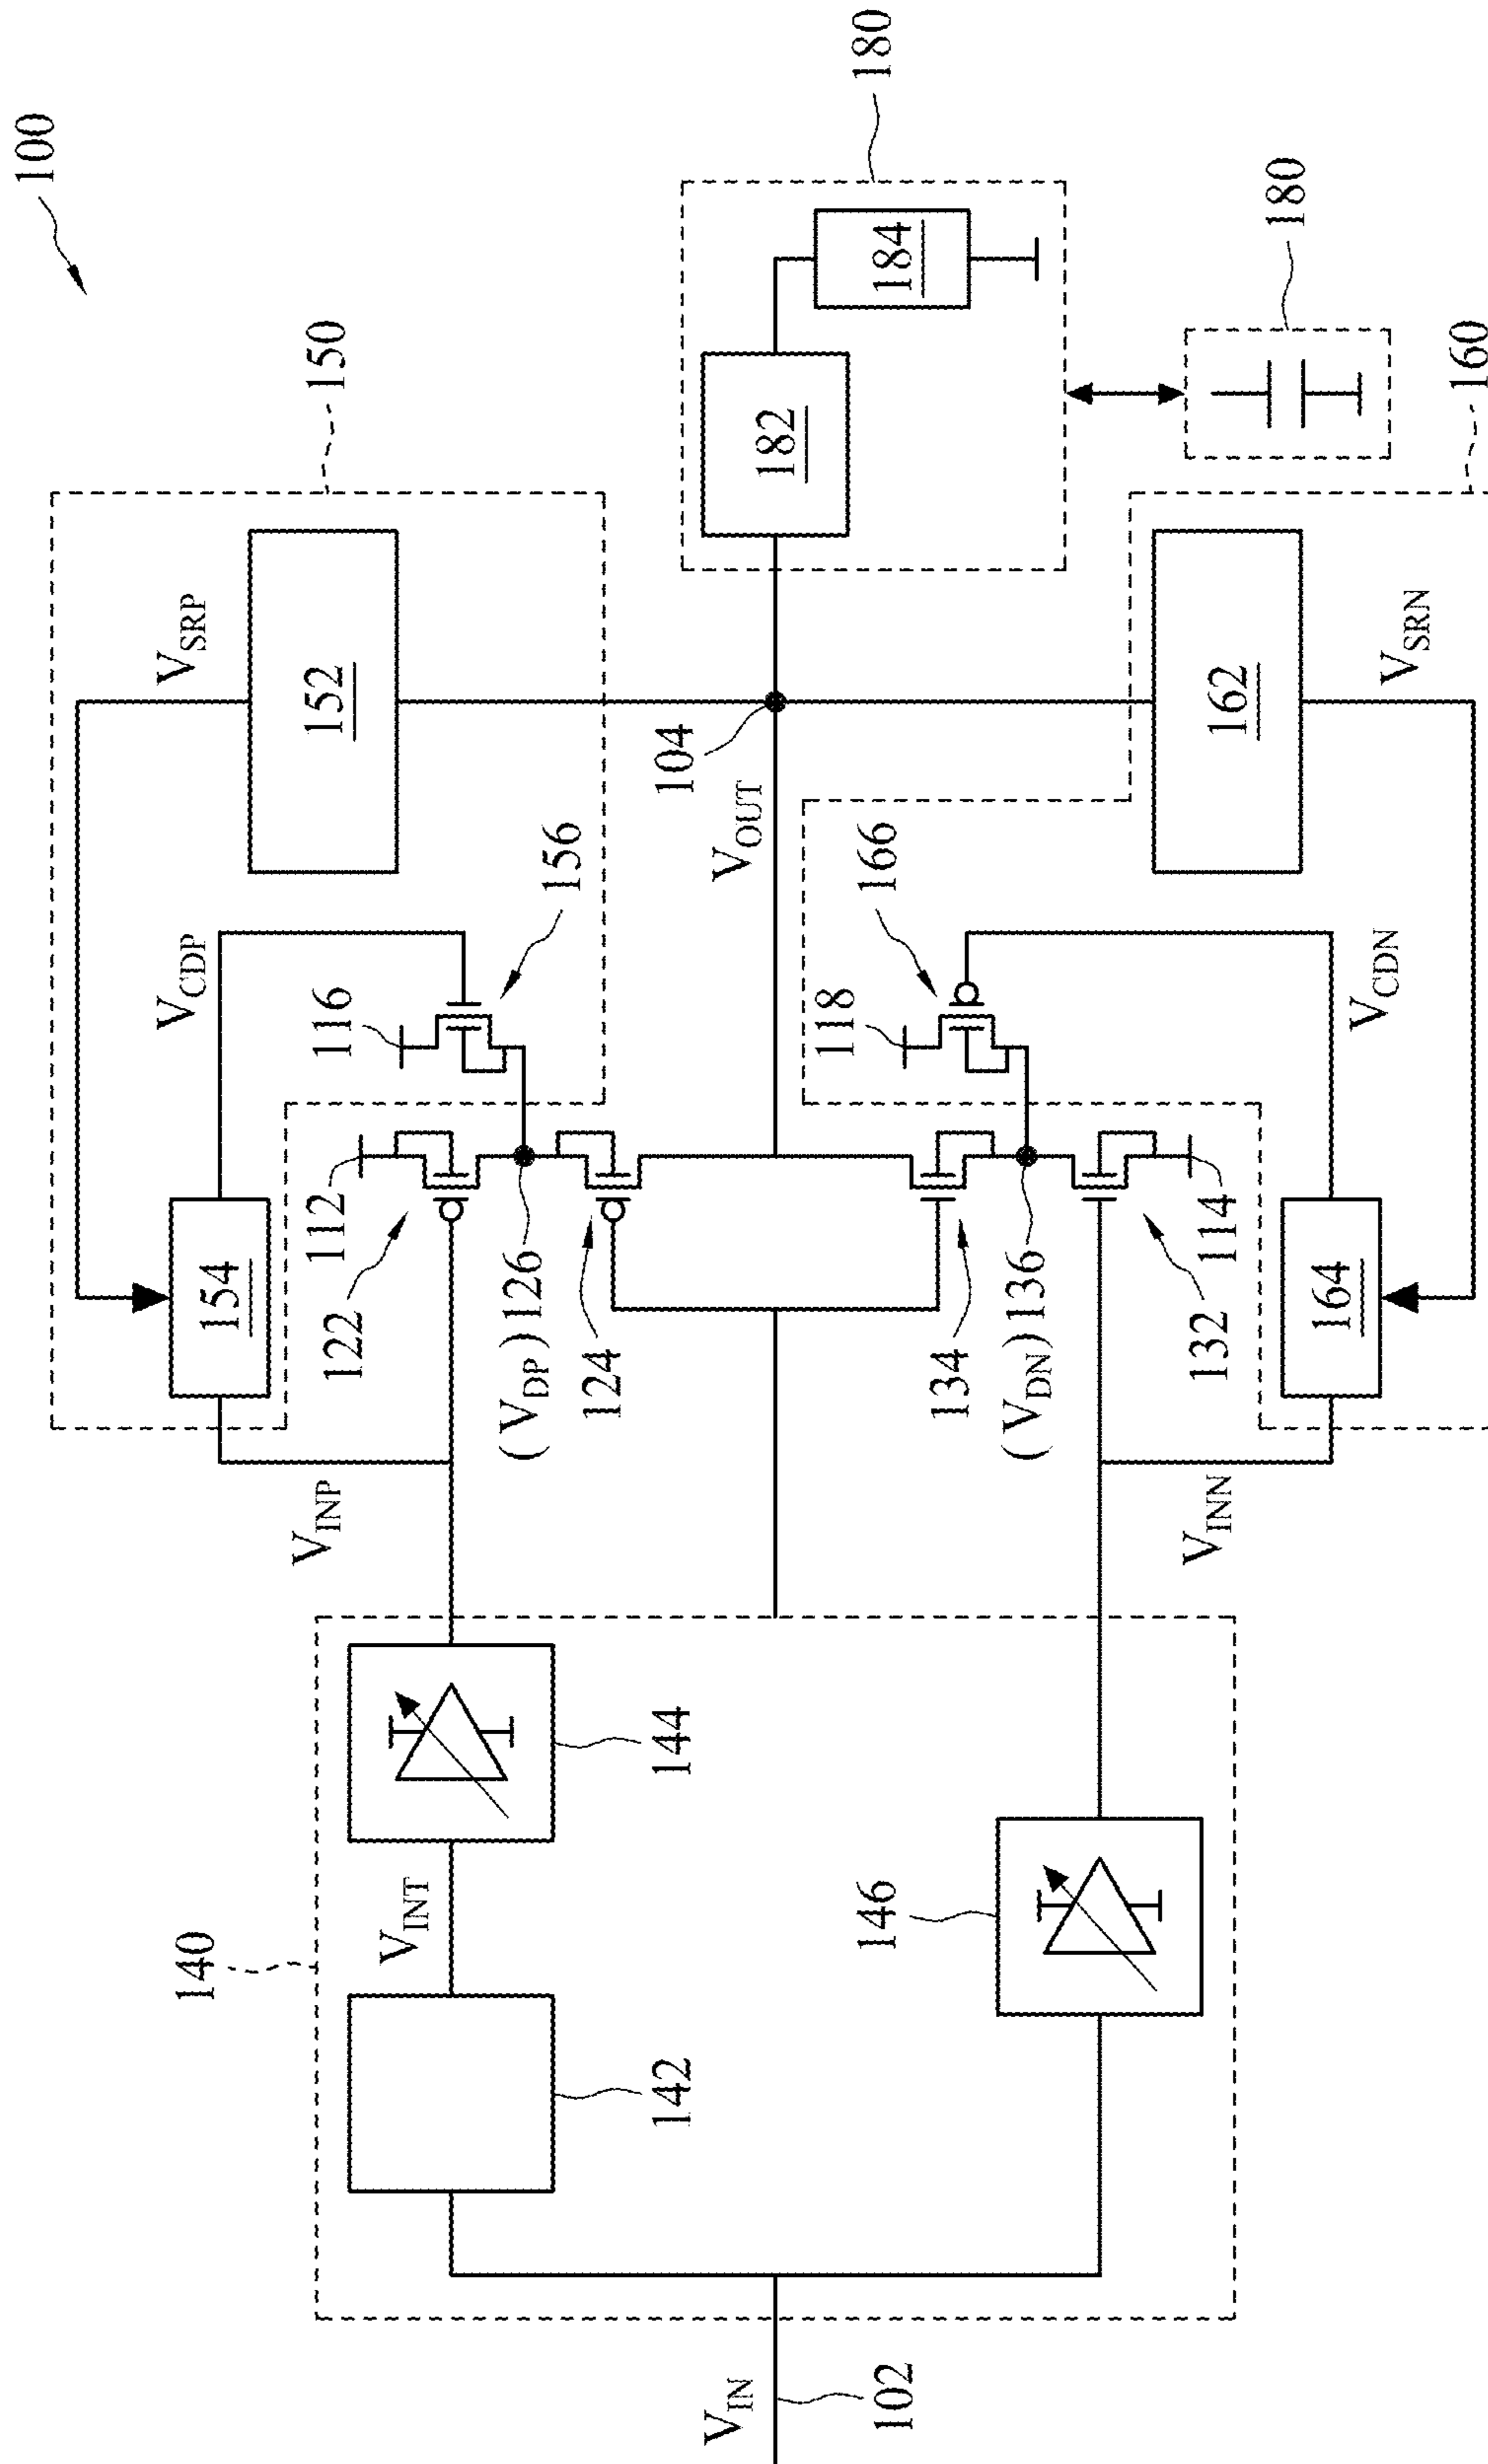 100
150
V_SRP
152
V_CDP
154
116
156
112
122
V_INP
(V_DP) 126
124
140
V_INT
142
144
V_IN
102
104
V_OUT
182
184
180
180
134
(V_DN) 136
118
166
132
114
146
V_INN
164
V_CDN
162
V_SRN
160